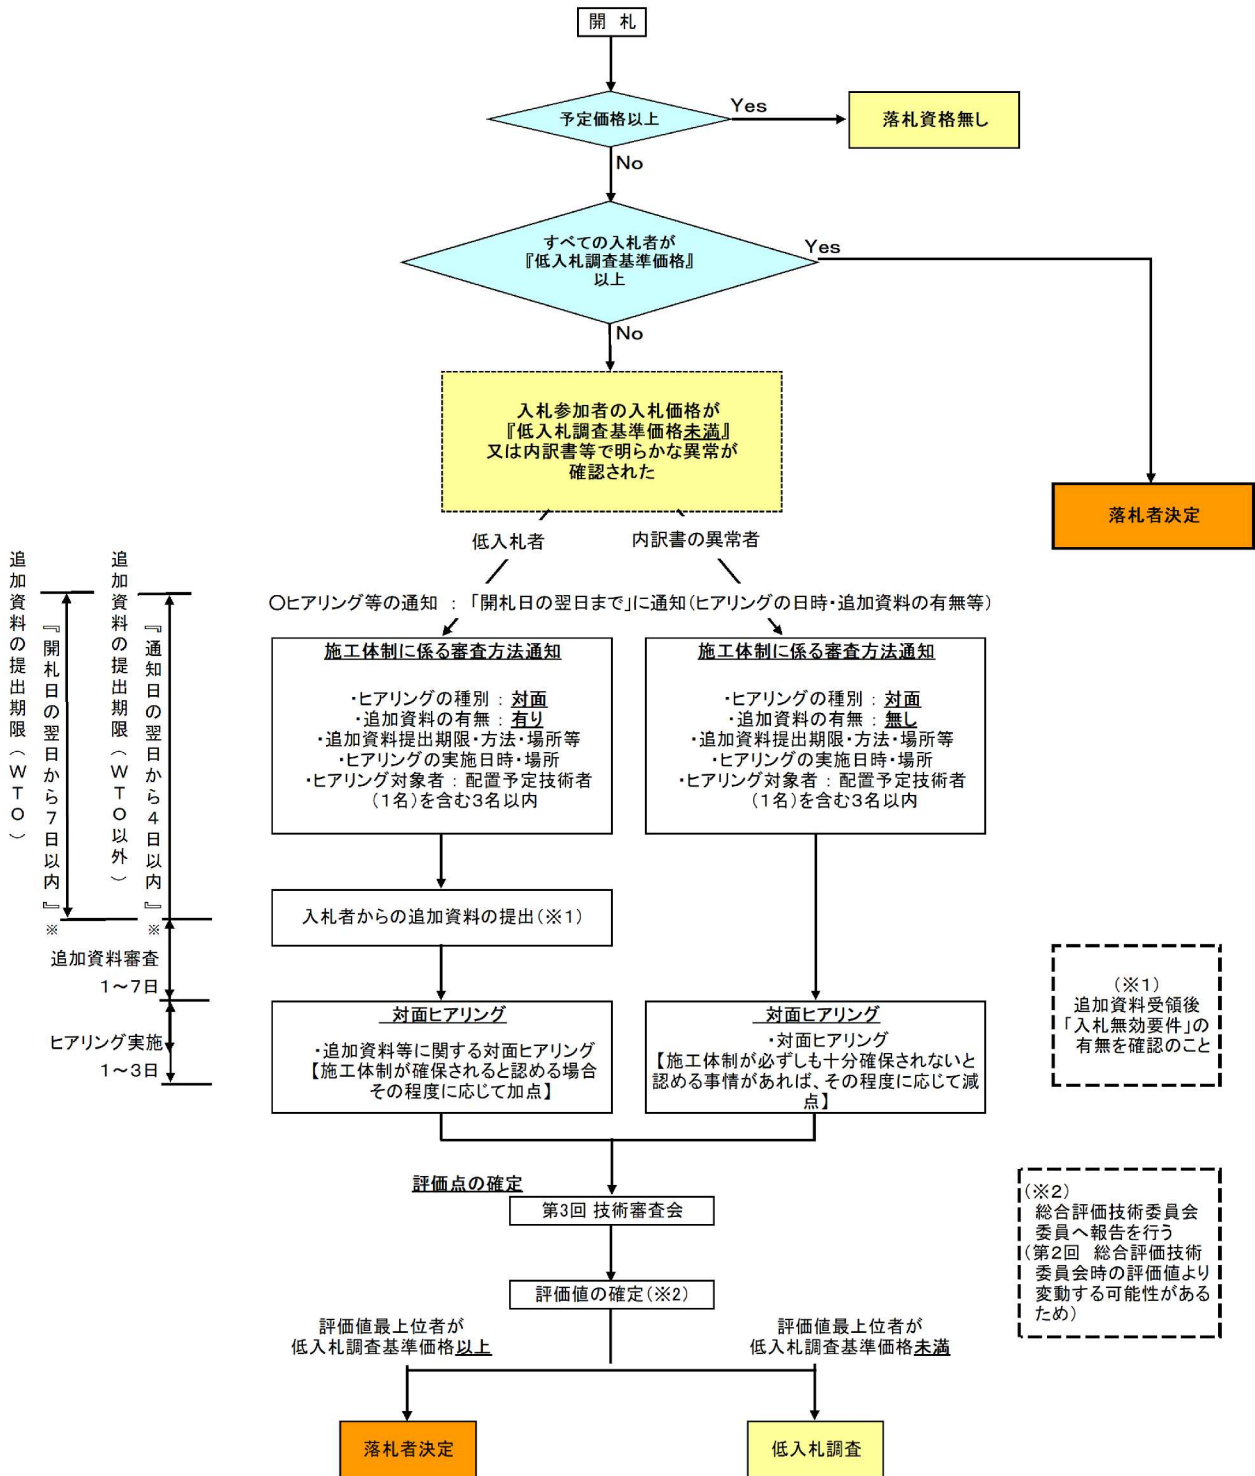 開　札
予定価格以上
Yes
落札資格無し
No
すべての入札者が
『低入札調査基準価格』
以上
Yes
No
入札参加者の入札価格が
『低入札調査基準価格未満』
又は内訳書等で明らかな異常が
確認された
落札者決定
低入札者
内訳書の異常者
〇ヒアリング等の通知 ： 「開札日の翌日まで」に通知(ヒアリングの日時・追加資料の有無等)
追加資料の提出期限（ＷＴＯ）
『開札日の翌日から７日以内』※
追加資料の提出期限（ＷＴＯ以外）
『通知日の翌日から４日以内』※
追加資料審査
1～7日
ヒアリング実施
1～3日
施工体制に係る審査方法通知
・ヒアリングの種別 : 対面
・追加資料の有無 : 有り
・追加資料提出期限・方法・場所等
・ヒアリングの実施日時・場所
・ヒアリング対象者 : 配置予定技術者
(1名)を含む3名以内
施工体制に係る審査方法通知
・ヒアリングの種別 : 対面
・追加資料の有無 : 無し
・追加資料提出期限・方法・場所等
・ヒアリングの実施日時・場所
・ヒアリング対象者 : 配置予定技術者
(1名)を含む3名以内
入札者からの追加資料の提出(※1)
対面ヒアリング
・追加資料等に関する対面ヒアリング
【施工体制が確保されると認める場合
その程度に応じて加点】
対面ヒアリング
・対面ヒアリング
【施工体制が必ずしも十分確保されないと
認める事情があれば、その程度に応じて減
点】
(※1)
追加資料受領後
「入札無効要件」の
有無を確認のこと
評価点の確定
第3回 技術審査会
評価値の確定(※2)
(※2)
総合評価技術委員会
委員へ報告を行う
(第2回　総合評価技術
委員会時の評価値より
変動する可能性がある
ため)
評価値最上位者が
低入札調査基準価格以上
評価値最上位者が
低入札調査基準価格未満
落札者決定
低入札調査